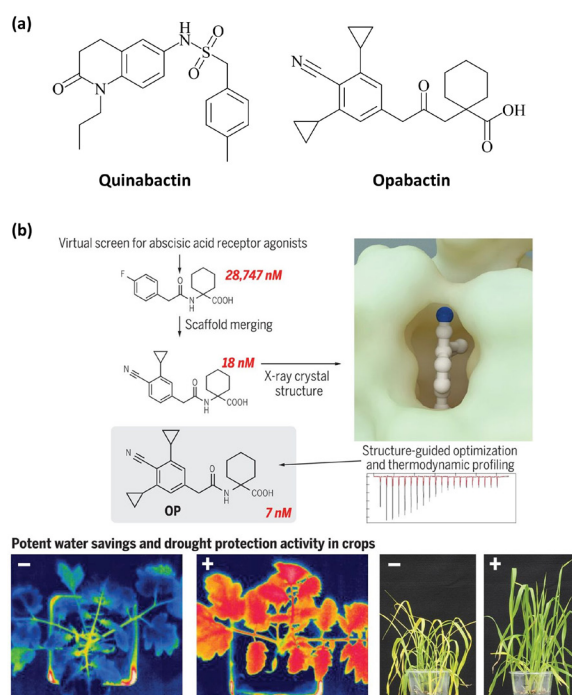 (a)
NH
O
S
O
O
N
N
O
OH
O
Quinabactin
Opabactin
(b)
Virtual screen for abscisic acid receptor agonists
F
O
N
H
COOH
28,747 nM
Scaffold merging
N
O
N
H
COOH
18 nM
X-ray crystal
structure
N
O
N
H
COOH
OP
7 nM
Structure-guided optimization
and thermodynamic profiling
Potent water savings and drought protection activity in crops
−
+
−
+